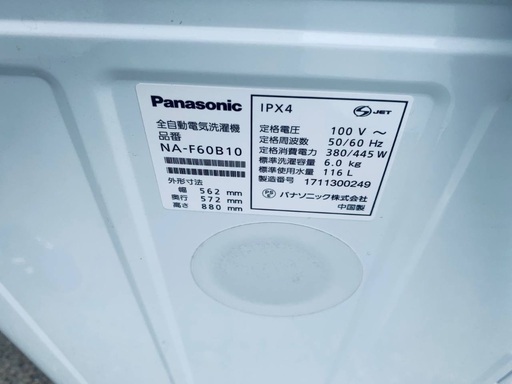 Panasonic
全自動電気洗濯機
品番
NA-F60B10
外形寸法
幅 562 mm
奥行 572 mm
高さ 880 mm
IPX4
JET
定格電圧 100 V ～
定格周波数 50/60 Hz
定格消費電力 380/445 W
標準洗濯容量 6.0 kg
標準使用水量 116 L
製造番号 1711300249
パナソニック株式会社
中国製